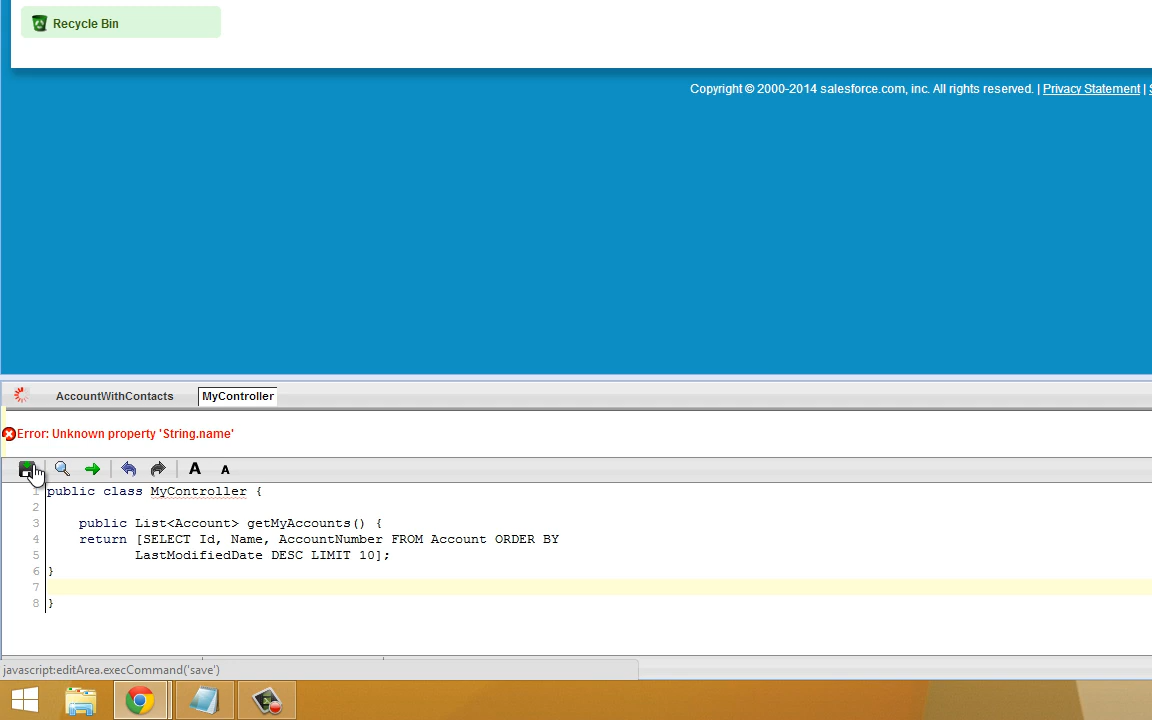 Recycle Bin
Copyright © 2000-2014 salesforce.com, inc. All rights reserved. | Privacy Statement |
AccountWithContacts MyController
Error: Unknown property 'String.name'
A A
1 public class MyController {
2
3 public List<Account> getMyAccounts() {
4 return [SELECT Id, Name, AccountNumber FROM Account ORDER BY
5 LastModifiedDate DESC LIMIT 10];
6 }
7
8 }
javascript:editArea.execCommand('save')